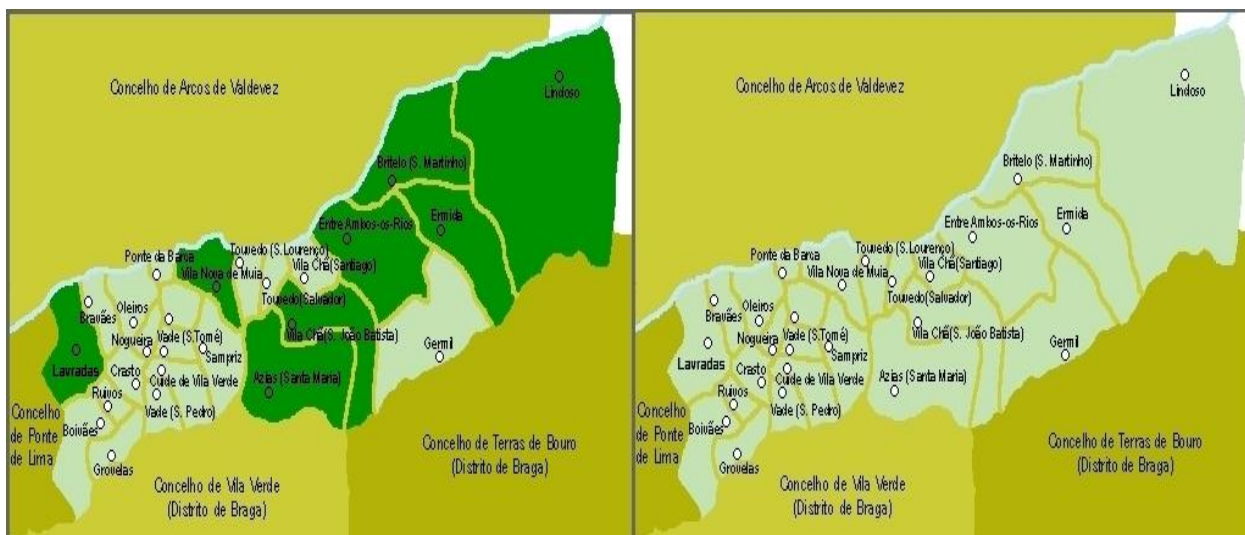 Concelho de Arcos de Valdevez
Lindoso
Britelo (S. Martinho)
Entre Ambos-os-Rios
Ermida
Touvedo (S. Lourenço)
Ponte da Barca
Vila Nova de Muia
Vila Chã(Santiago)
Touvedo(Salvador)
Bravães
Oleiros
Vade (S.Tomé)
Vila Chã(S. João Batista)
Nogueira
Sampriz
Germil
Lavradas
Crasto
Cuide de Vila Verde
Azias (Santa Maria)
Ruivos
Vade (S. Pedro)
Boivães
Concelho
de Ponte
de Lima
Grovelas
Concelho de Vila Verde
(Distrito de Braga)
Concelho de Terras de Bouro
(Distrito de Braga)
Concelho de Arcos de Valdevez
Lindoso
Britelo (S. Martinho)
Entre Ambos-os-Rios
Ermida
Touvedo (S. Lourenço)
Ponte da Barca
Vila Nova de Muia
Vila Chã(Santiago)
Touvedo(Salvador)
Bravães
Oleiros
Vade (S.Tomé)
Vila Chã(S. João Batista)
Nogueira
Sampriz
Germil
Lavradas
Crasto
Cuide de Vila Verde
Azias (Santa Maria)
Ruivos
Vade (S. Pedro)
Boivães
Concelho
de Ponte
de Lima
Grovelas
Concelho de Vila Verde
(Distrito de Braga)
Concelho de Terras de Bouro
(Distrito de Braga)